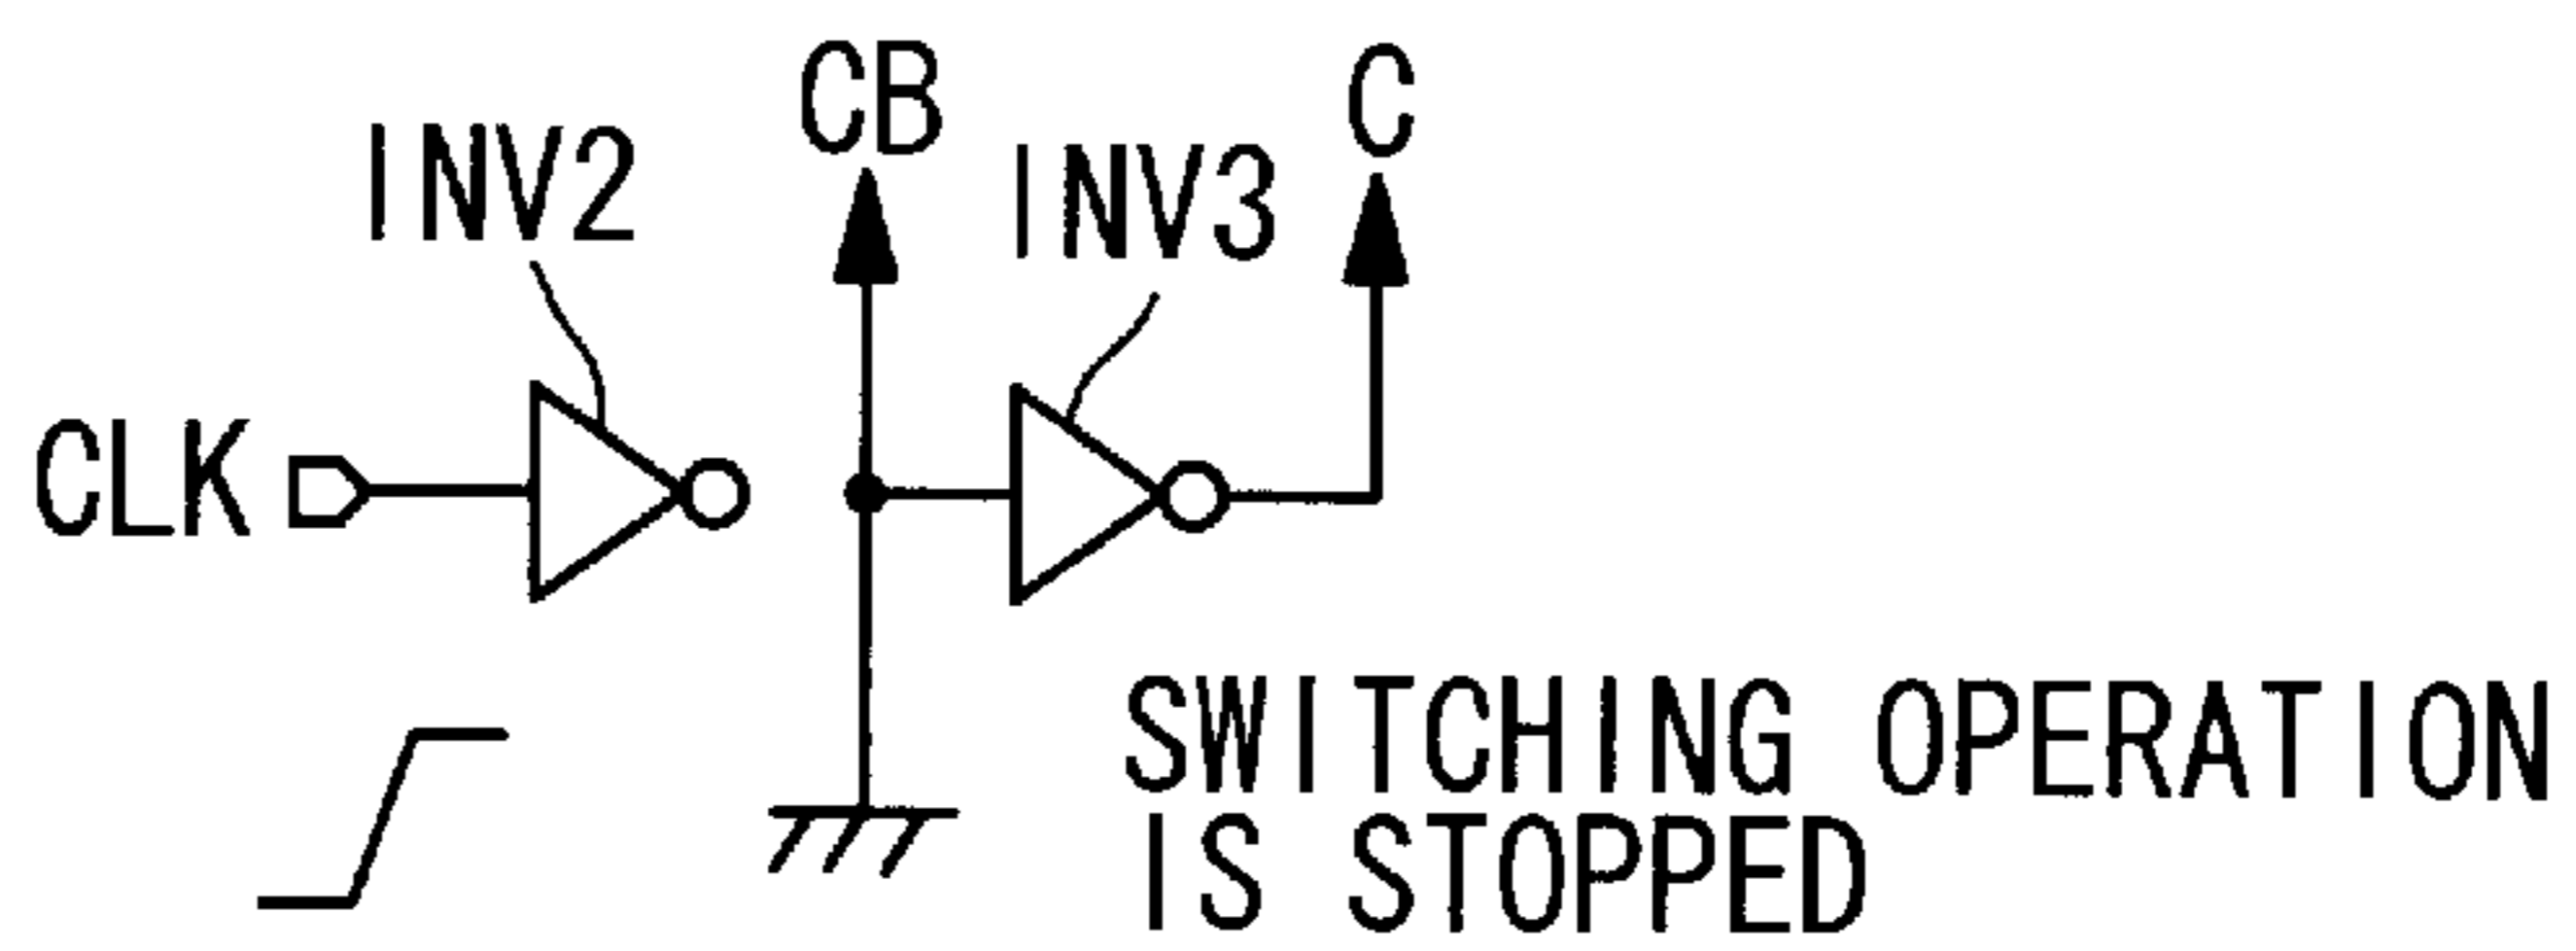 CB
C
INV2
INV3
CLK
SWITCHING OPERATION
IS STOPPED